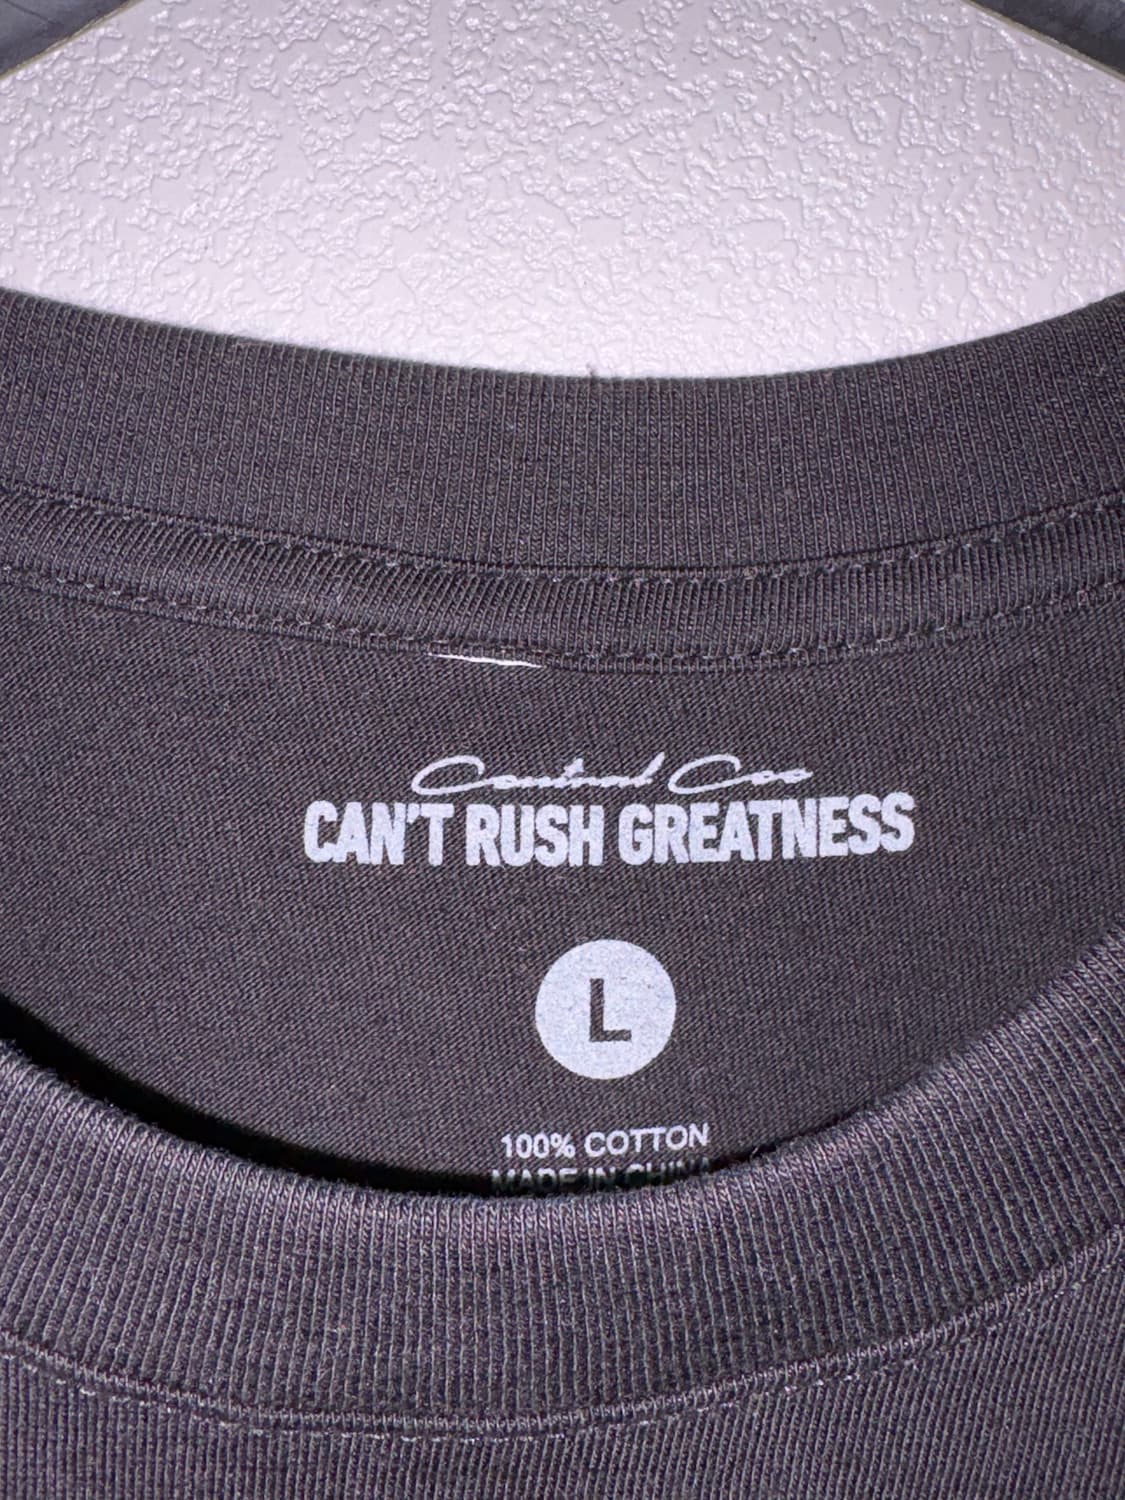 Central Cee
CAN'T RUSH GREATNESS
L
100% COTTON
MADE IN CHINA